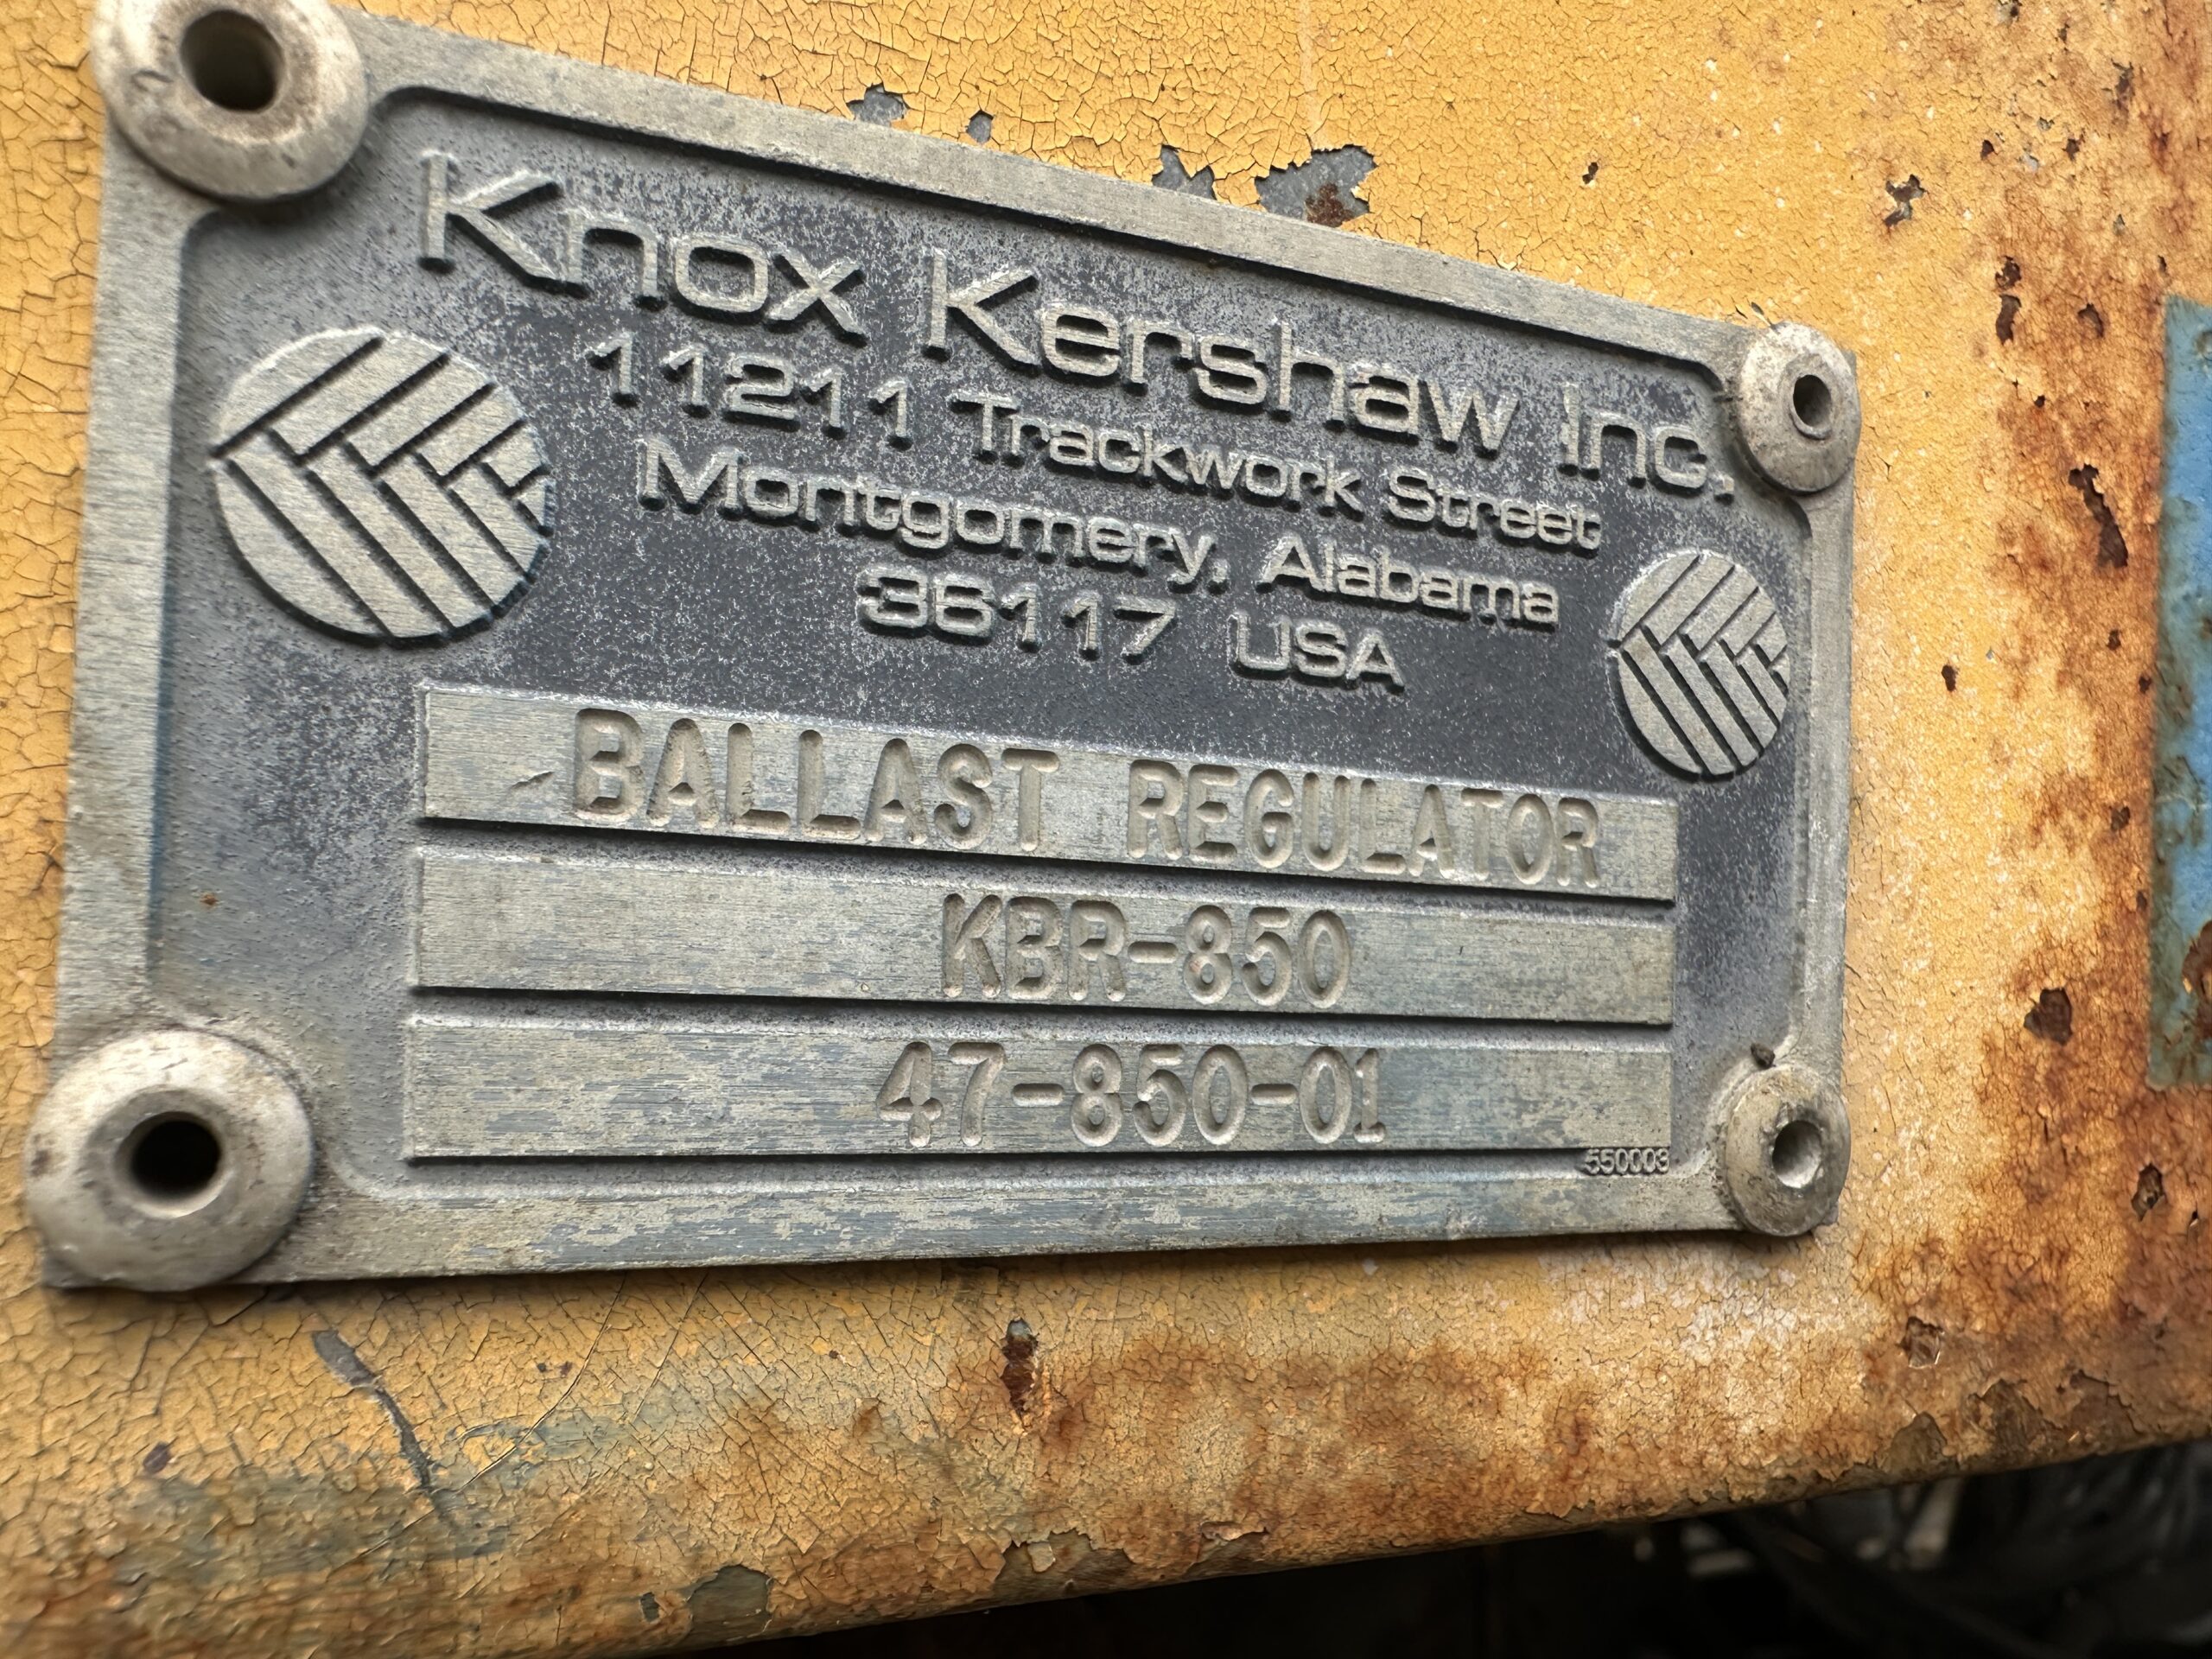 Knox Kershaw Inc.
11211 Trackwork Street
Montgomery, Alabama
36117 USA
BALLAST REGULATOR
KBR-850
47-850-01
550003